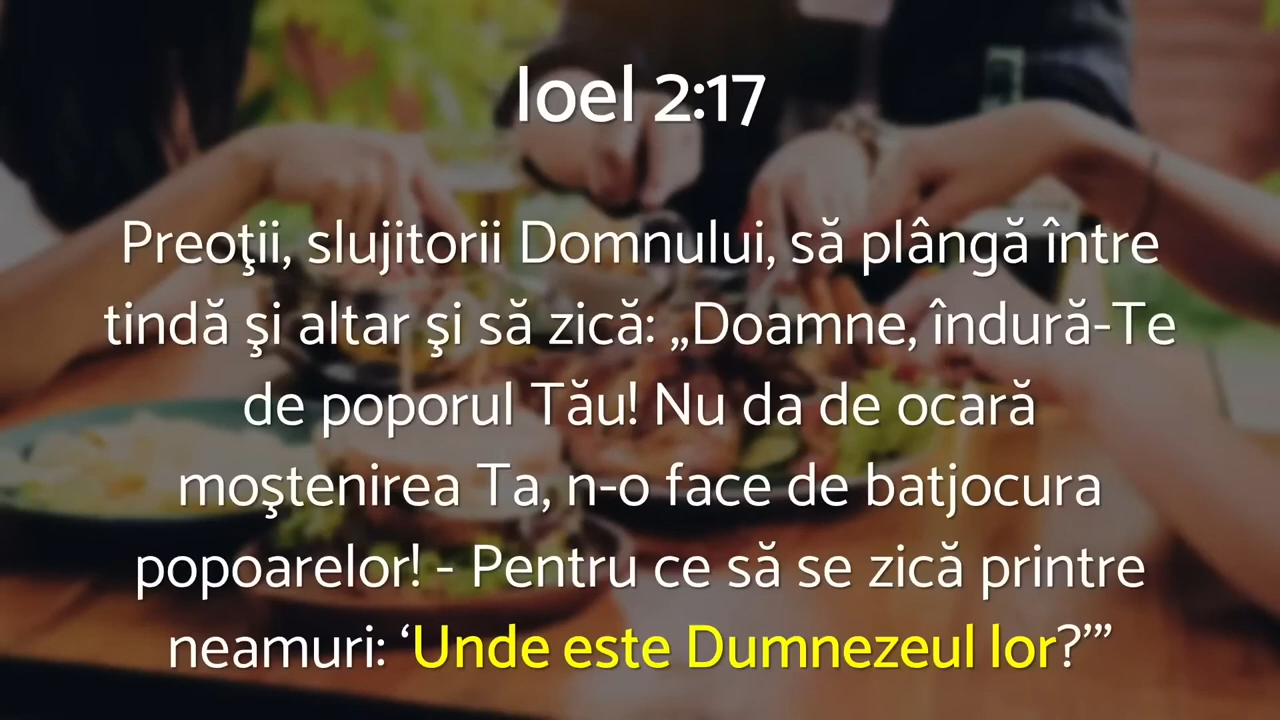 Ioel 2:17
Preoţii, slujitorii Domnului, să plângă între
tindă şi altar şi să zică: „Doamne, îndură-Te
de poporul Tău! Nu da de ocară
moştenirea Ta, n-o face de batjocura
popoarelor! - Pentru ce să se zică printre
neamuri: ‘Unde este Dumnezeul lor?’”